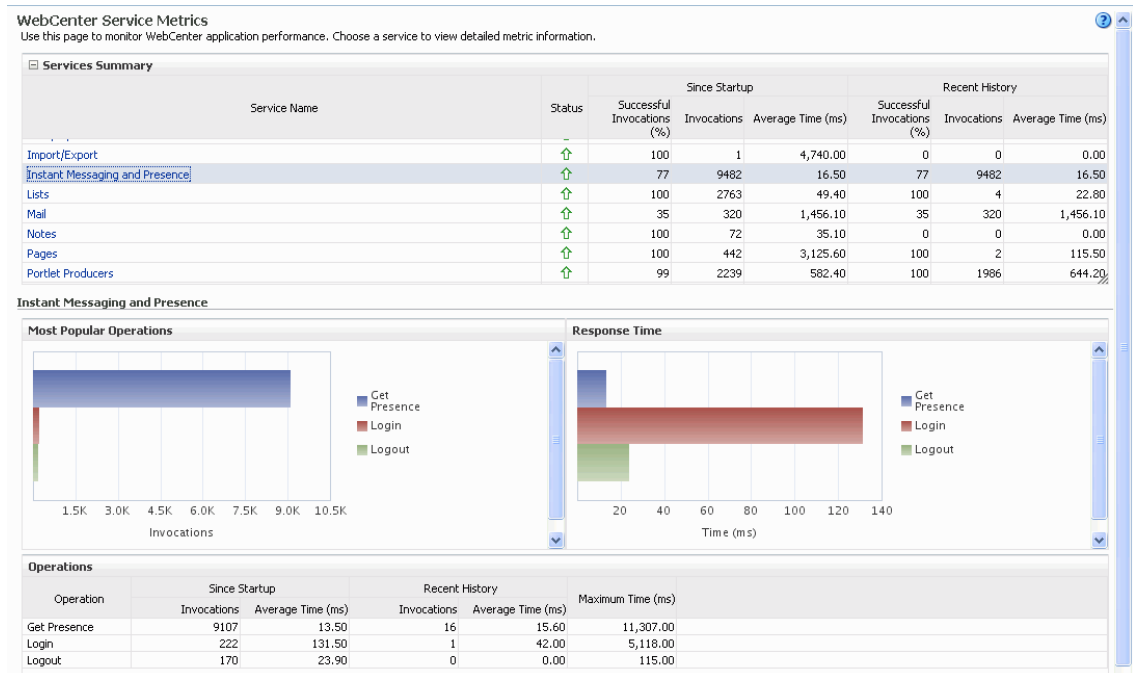 WebCenter Service Metrics
Use this page to monitor WebCenter application performance. Choose a service to view detailed metric information.
Services Summary
Since Startup Recent History
Service Name Status Successful Invocations (%) Invocations Average Time (ms) Successful Invocations (%) Invocations Average Time (ms)
Import/Export 100 1 4,740.00 0 0 0.00
Instant Messaging and Presence 77 9482 16.50 77 9482 16.50
Lists 100 2763 49.40 100 4 22.80
Mail 35 320 1,456.10 35 320 1,456.10
Notes 100 72 35.10 0 0 0.00
Pages 100 442 3,125.60 100 2 115.50
Portlet Producers 99 2239 582.40 100 1986 644.20
Instant Messaging and Presence
Most Popular Operations
Get
Presence
Login
Logout
1.5K 3.0K 4.5K 6.0K 7.5K 9.0K 10.5K
Invocations
Response Time
Get
Presence
Login
Logout
20 40 60 80 100 120 140
Time (ms)
Operations
Since Startup Recent History
Operation Invocations Average Time (ms) Invocations Average Time (ms) Maximum Time (ms)
Get Presence 9107 13.50 16 15.60 11,307.00
Login 222 131.50 1 42.00 5,118.00
Logout 170 23.90 0 0.00 115.00